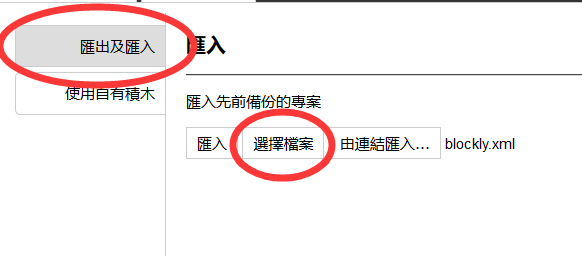 匯出及匯入
使用自有積木
匯入
匯入先前備份的專案
匯入 選擇檔案 由連結匯入... blockly.xml